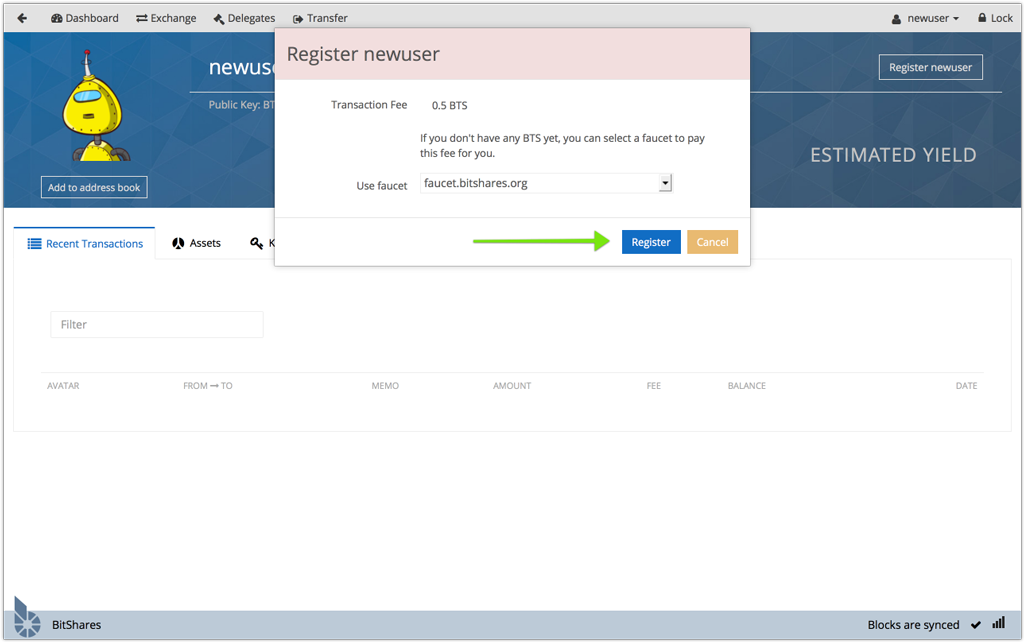 Dashboard Exchange Delegates Transfer newuser Lock
Register newuser
newuse
Register newuser
Public Key: BT
Transaction Fee 0.5 BTS
If you don't have any BTS yet, you can select a faucet to pay
this fee for you.
ESTIMATED YIELD
Use faucet faucet.bitshares.org
Add to address book
Recent Transactions Assets K
Register Cancel
Filter
AVATAR FROM TO MEMO AMOUNT FEE BALANCE DATE
BitShares Blocks are synced